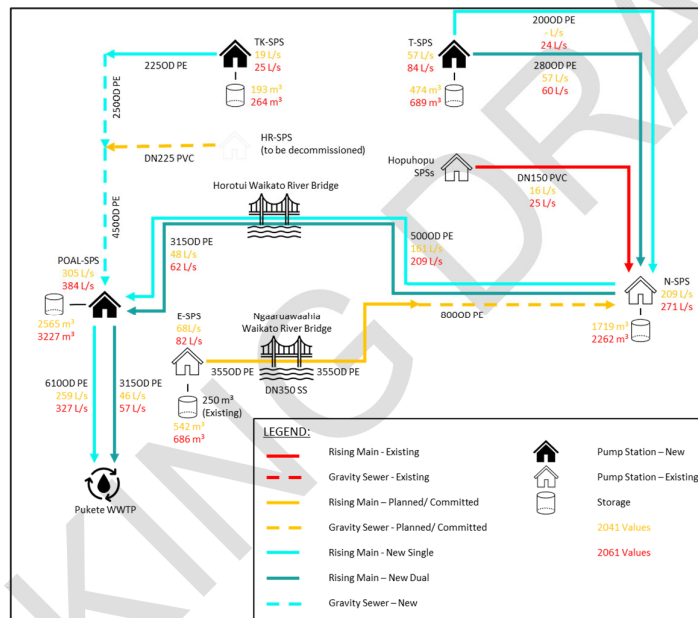 TK-SPS
19 L/s
25 L/s
193 m³
264 m³
225OD PE
250OD PE
T-SPS
57 L/s
84 L/s
474 m³
689 m³
200OD PE
- L/s
24 L/s
280OD PE
57 L/s
60 L/s
HR-SPS
(to be decommissioned)
DN225 PVC
450OD PE
Hopuhopu
SPSs
DN150 PVC
16 L/s
25 L/s
Horotui Waikato River Bridge
315OD PE
48 L/s
62 L/s
500OD PE
161 L/s
209 L/s
POAL-SPS
305 L/s
384 L/s
2565 m³
3227 m³
N-SPS
209 L/s
271 L/s
1719 m³
2262 m³
Ngaaruawaahia
Waikato River Bridge
800OD PE
E-SPS
68L/s
82 L/s
355OD PE
355OD PE
DN350 SS
250 m³
(Existing)
542 m³
686 m³
610OD PE
259 L/s
327 L/s
315OD PE
46 L/s
57 L/s
Pukete WWTP
LEGEND:
Rising Main - Existing
Gravity Sewer - Existing
Rising Main – Planned/ Committed
Gravity Sewer - Planned/ Committed
Rising Main - New Single
Rising Main – New Dual
Gravity Sewer – New
Pump Station – New
Pump Station – Existing
Storage
2041 Values
2061 Values
KING DRA